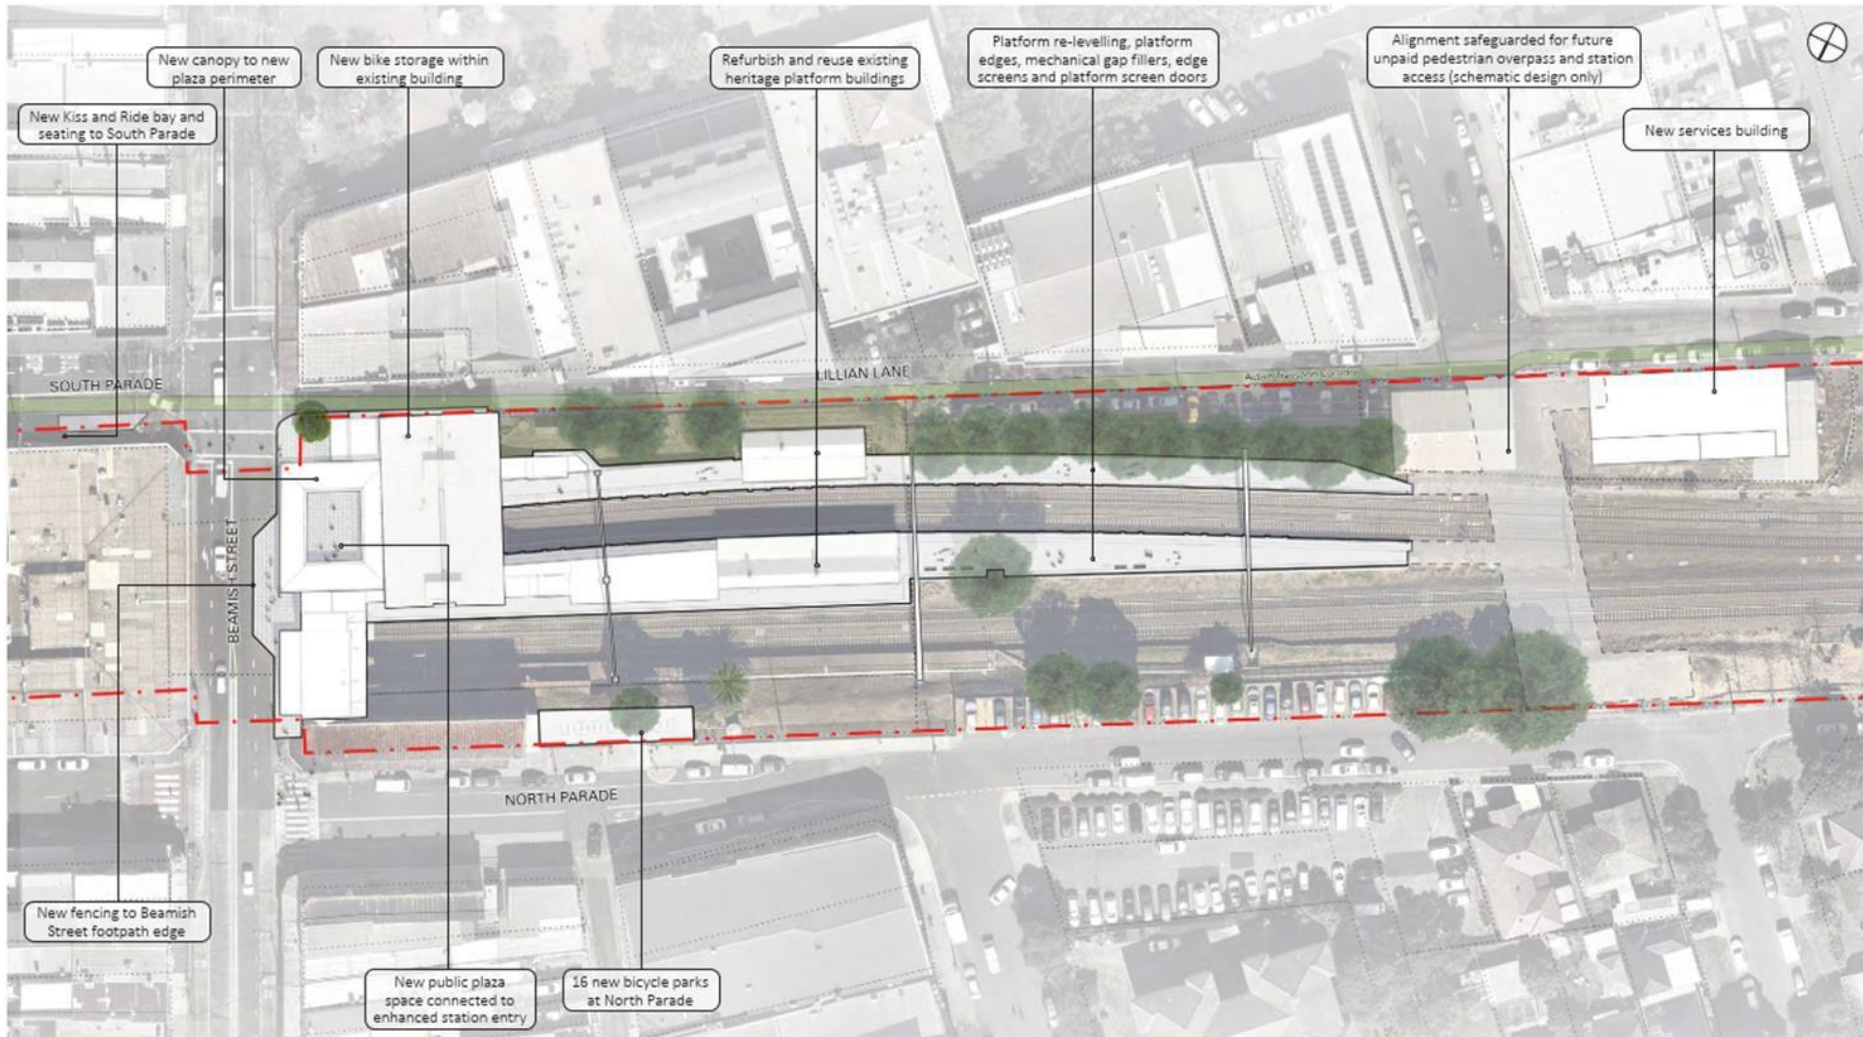 New canopy to new
plaza perimeter
New bike storage within
existing building
Refurbish and reuse existing
heritage platform buildings
Platform re-levelling, platform
edges, mechanical gap fillers, edge
screens and platform screen doors
Alignment safeguarded for future
unpaid pedestrian overpass and station
access (schematic design only)
New Kiss and Ride bay and
seating to South Parade
New services building
SOUTH PARADE
LILLIAN LANE
BEAMISH STREET
NORTH PARADE
New fencing to Beamish
Street footpath edge
New public plaza
space connected to
enhanced station entry
16 new bicycle parks
at North Parade